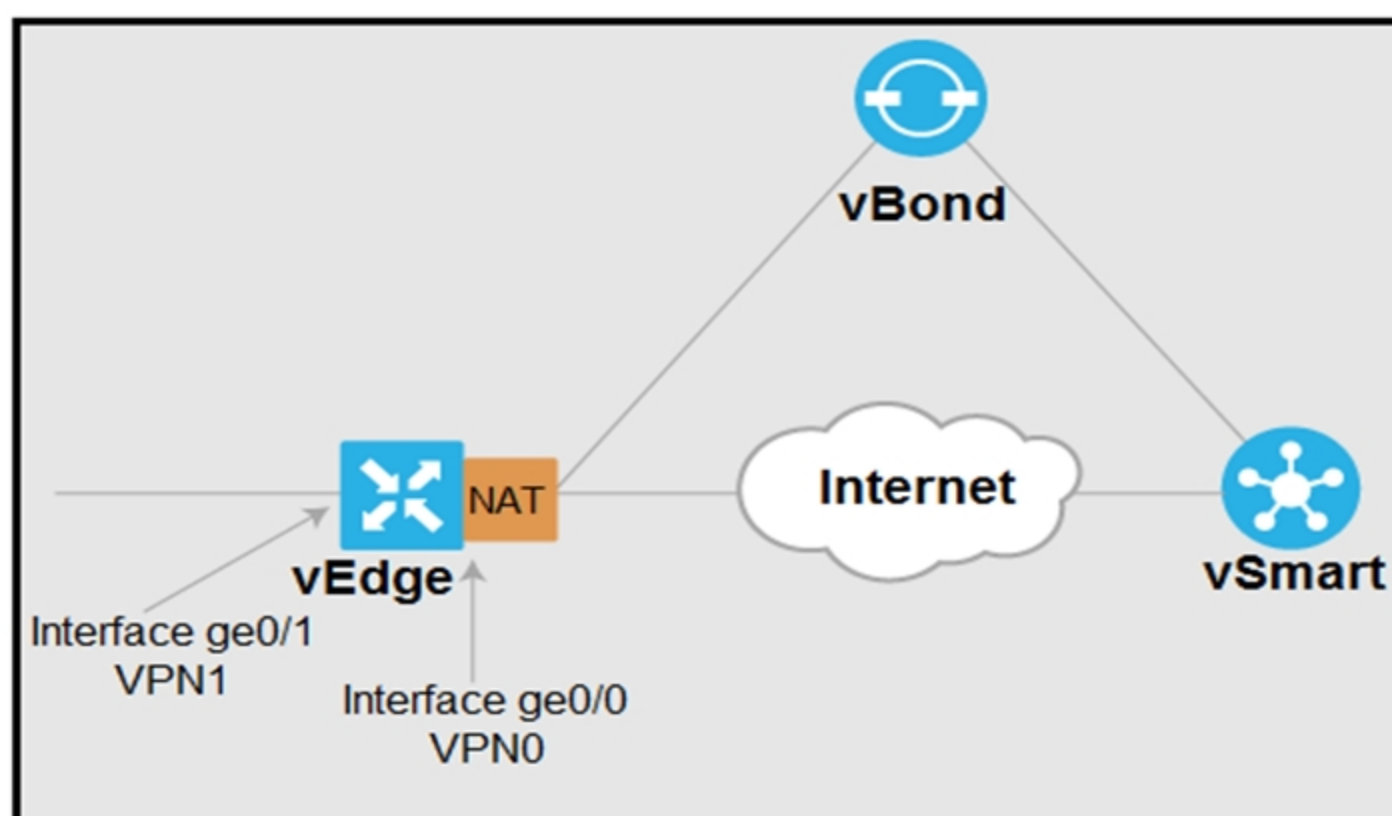 vBond
Internet
NAT
vEdge
vSmart
Interface ge0/1
VPN1
Interface ge0/0
VPN0